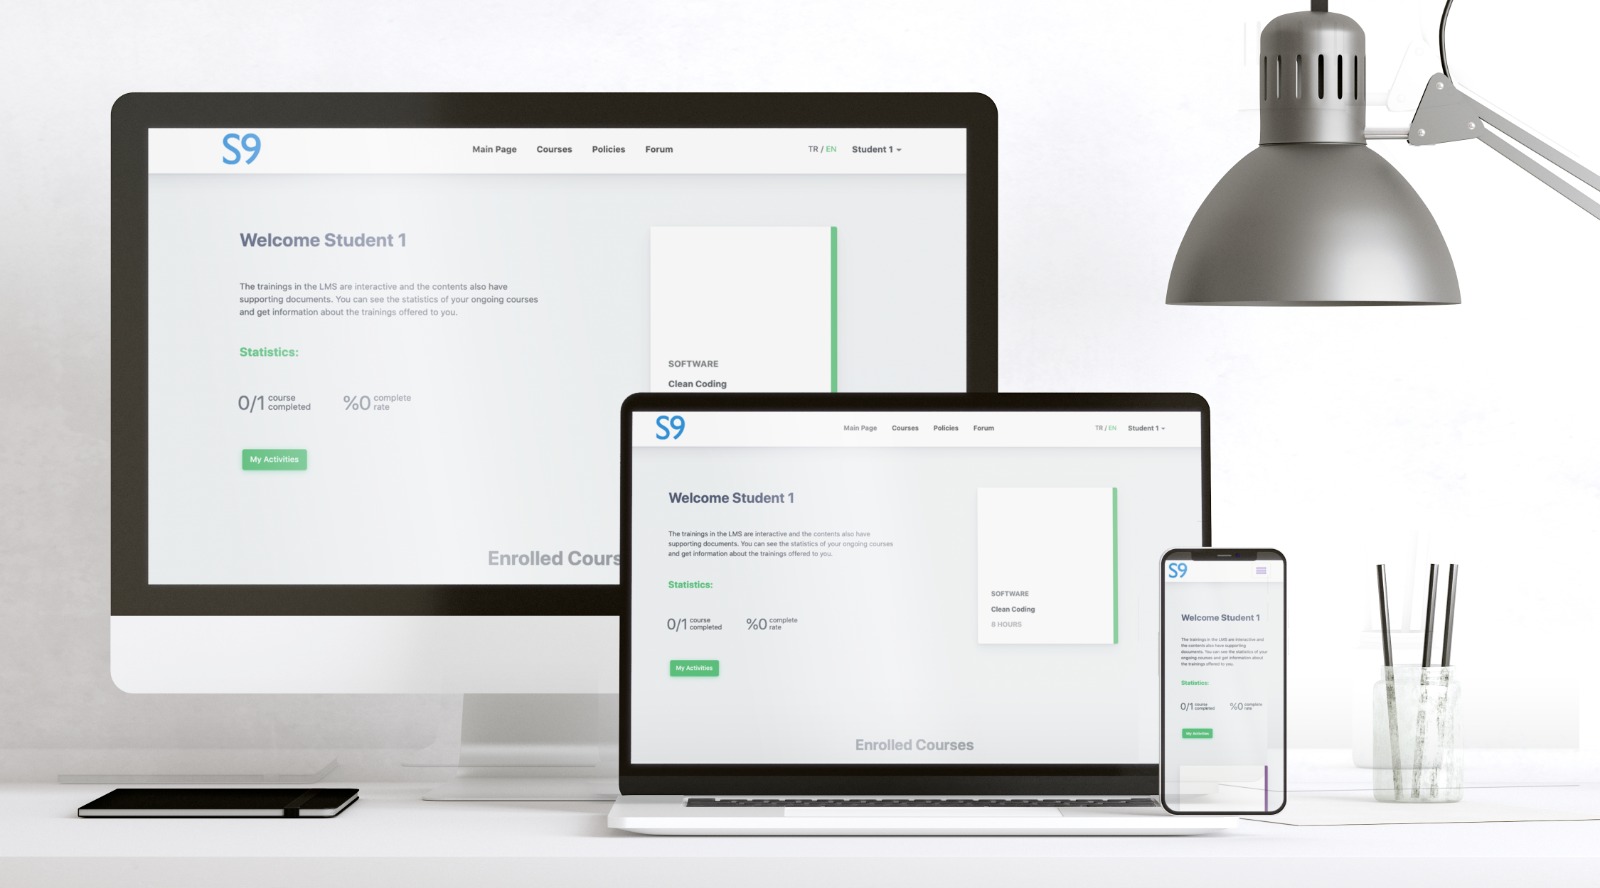 S9
Main Page Courses Policies Forum TR / EN Student 1
Welcome Student 1
The trainings in the LMS are interactive and the contents also have
supporting documents. You can see the statistics of your ongoing courses
and get information about the trainings offered to you.
Statistics:
0/1 course completed %0 complete rate
My Activities
SOFTWARE
Clean Coding
Enrolled Cours
S9
Main Page Courses Policies Forum TR / EN Student 1
Welcome Student 1
The trainings in the LMS are interactive and the contents also have
supporting documents. You can see the statistics of your ongoing courses
and get information about the trainings offered to you.
Statistics:
0/1 course completed %0 complete rate
My Activities
SOFTWARE
Clean Coding
8 HOURS
Enrolled Courses
S9
Welcome Student 1
The trainings in the LMS are interactive and
the contents also have supporting
documents. You can see the statistics of your
ongoing courses and get information about
the trainings offered to you.
Statistics:
0/1 course completed %0 complete rate
My Activities